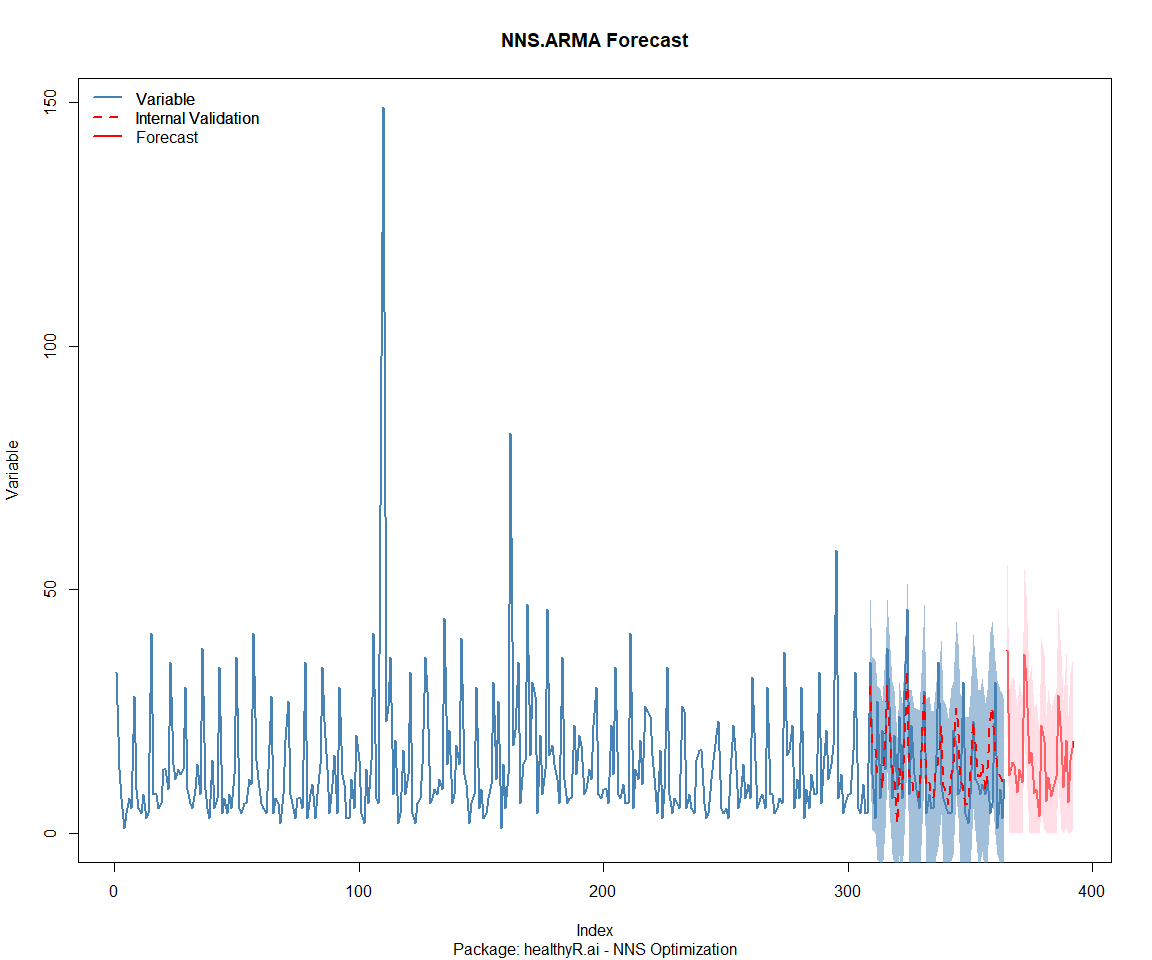 NNS.ARMA Forecast
Variable
Internal Validation
Forecast
150
100
50
0
Variable
0
100
200
300
400
Index
Package: healthyR.ai - NNS Optimization